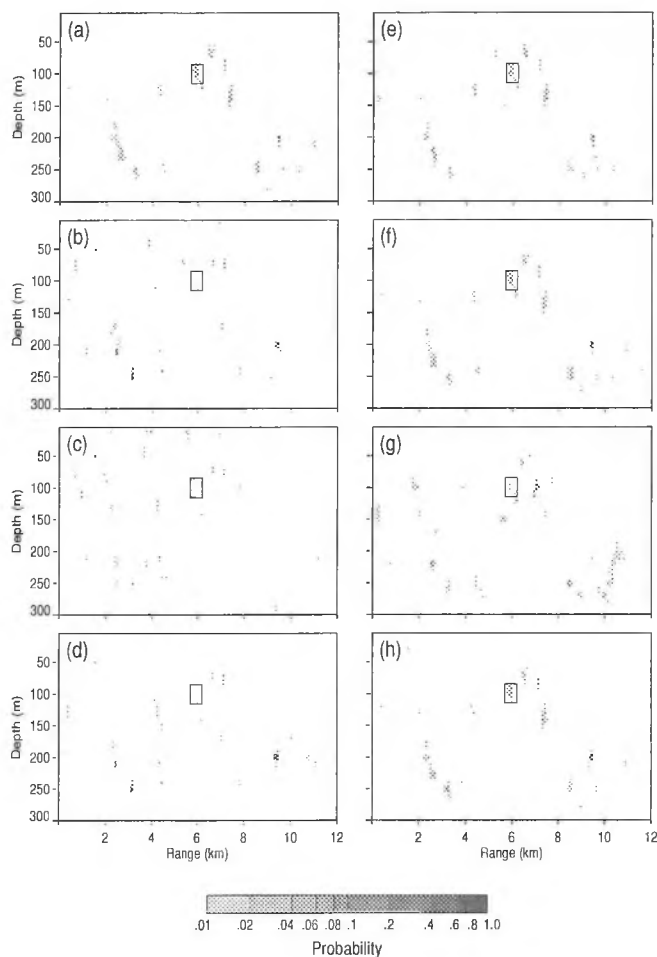 (a)
(e)
50
100
150
200
250
300
Depth (m)
(b)
(f)
50
100
150
200
250
300
Depth (m)
(c)
(g)
50
100
150
200
250
300
Depth (m)
(d)
(h)
50
100
150
200
250
300
Depth (m)
2 4 6 8 10 12
2 4 6 8 10 12
Range (km)
Range (km)
.01 .02 .04 .06 .08 .1 .2 .4 .6 .8 1.0
Probability